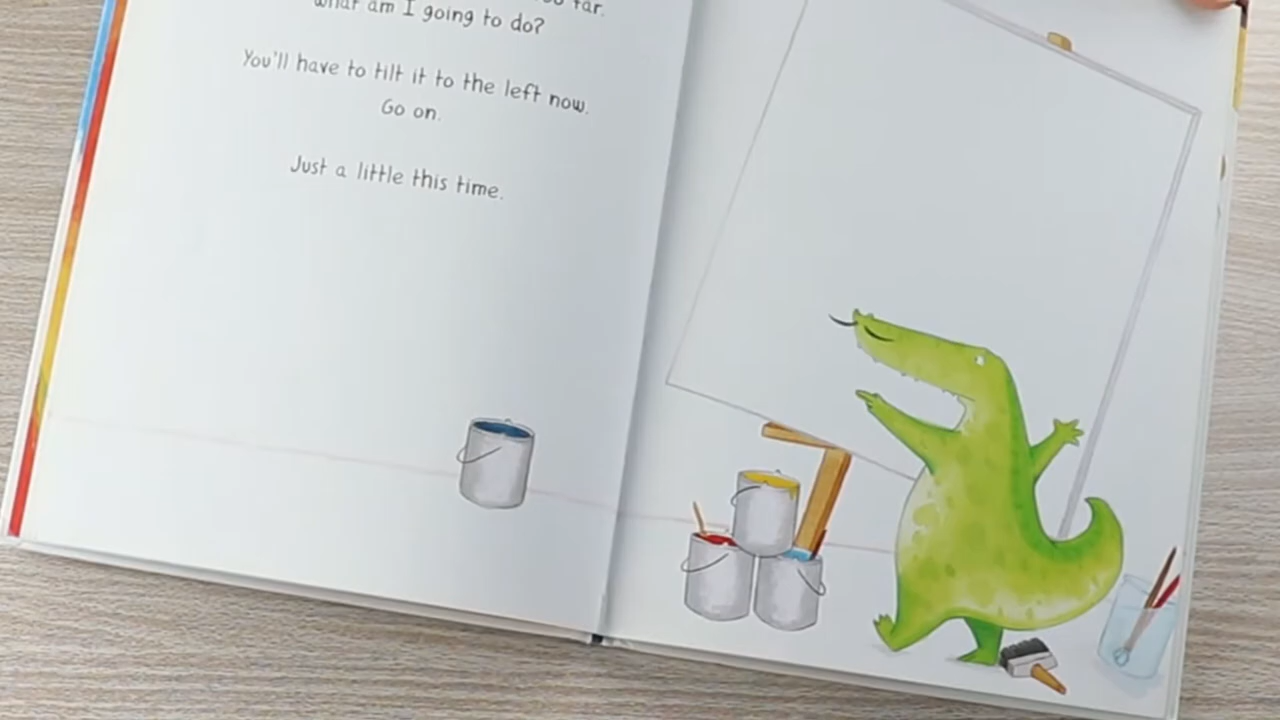 far.
what am I going to do?
You'll have to tilt it to the left now.
Go on.
Just a little this time.